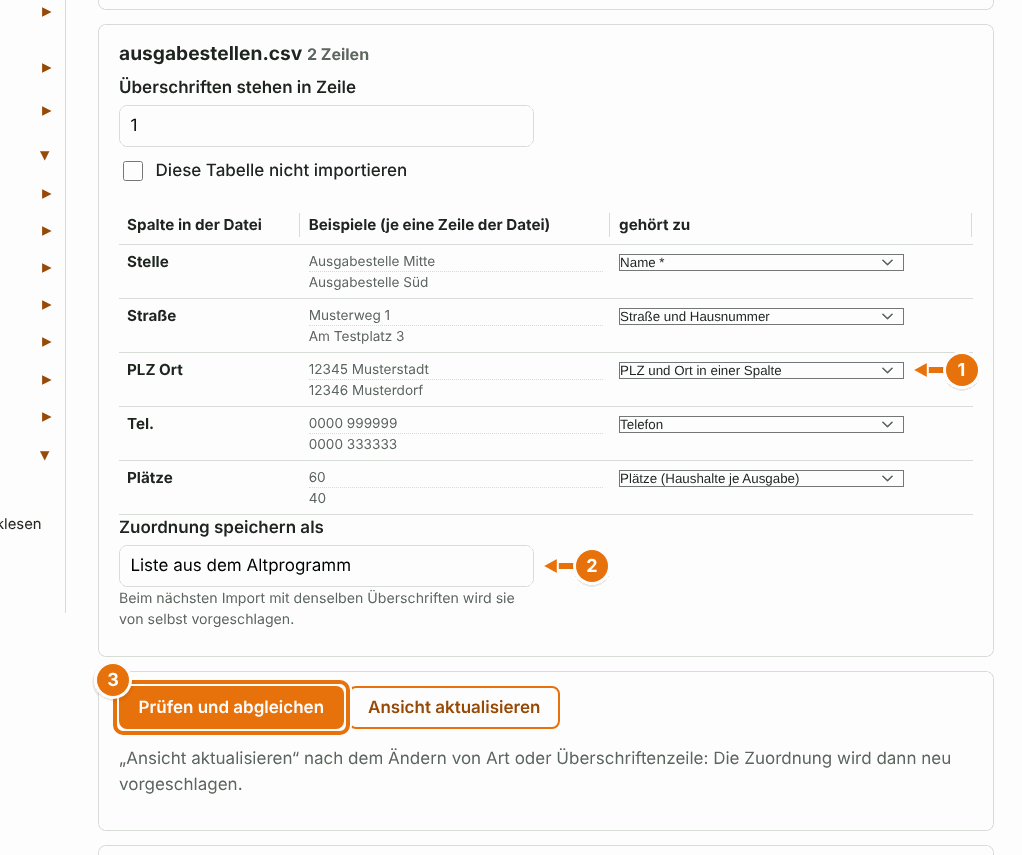 ausgabestellen.csv 2 Zeilen
Überschriften stehen in Zeile
1
Diese Tabelle nicht importieren
Spalte in der Datei Beispiele (je eine Zeile der Datei) gehört zu
Stelle Ausgabestelle Mitte Name *
Ausgabestelle Süd
Straße Musterweg 1 Straße und Hausnummer
Am Testplatz 3
PLZ Ort 12345 Musterstadt PLZ und Ort in einer Spalte 1
12346 Musterdorf
Tel. 0000 999999 Telefon
0000 333333
Plätze 60 Plätze (Haushalte je Ausgabe)
40
klesen
Zuordnung speichern als
Liste aus dem Altprogramm 2
Beim nächsten Import mit denselben Überschriften wird sie
von selbst vorgeschlagen.
3
Prüfen und abgleichen Ansicht aktualisieren
„Ansicht aktualisieren“ nach dem Ändern von Art oder Überschriftenzeile: Die Zuordnung wird dann neu
vorgeschlagen.